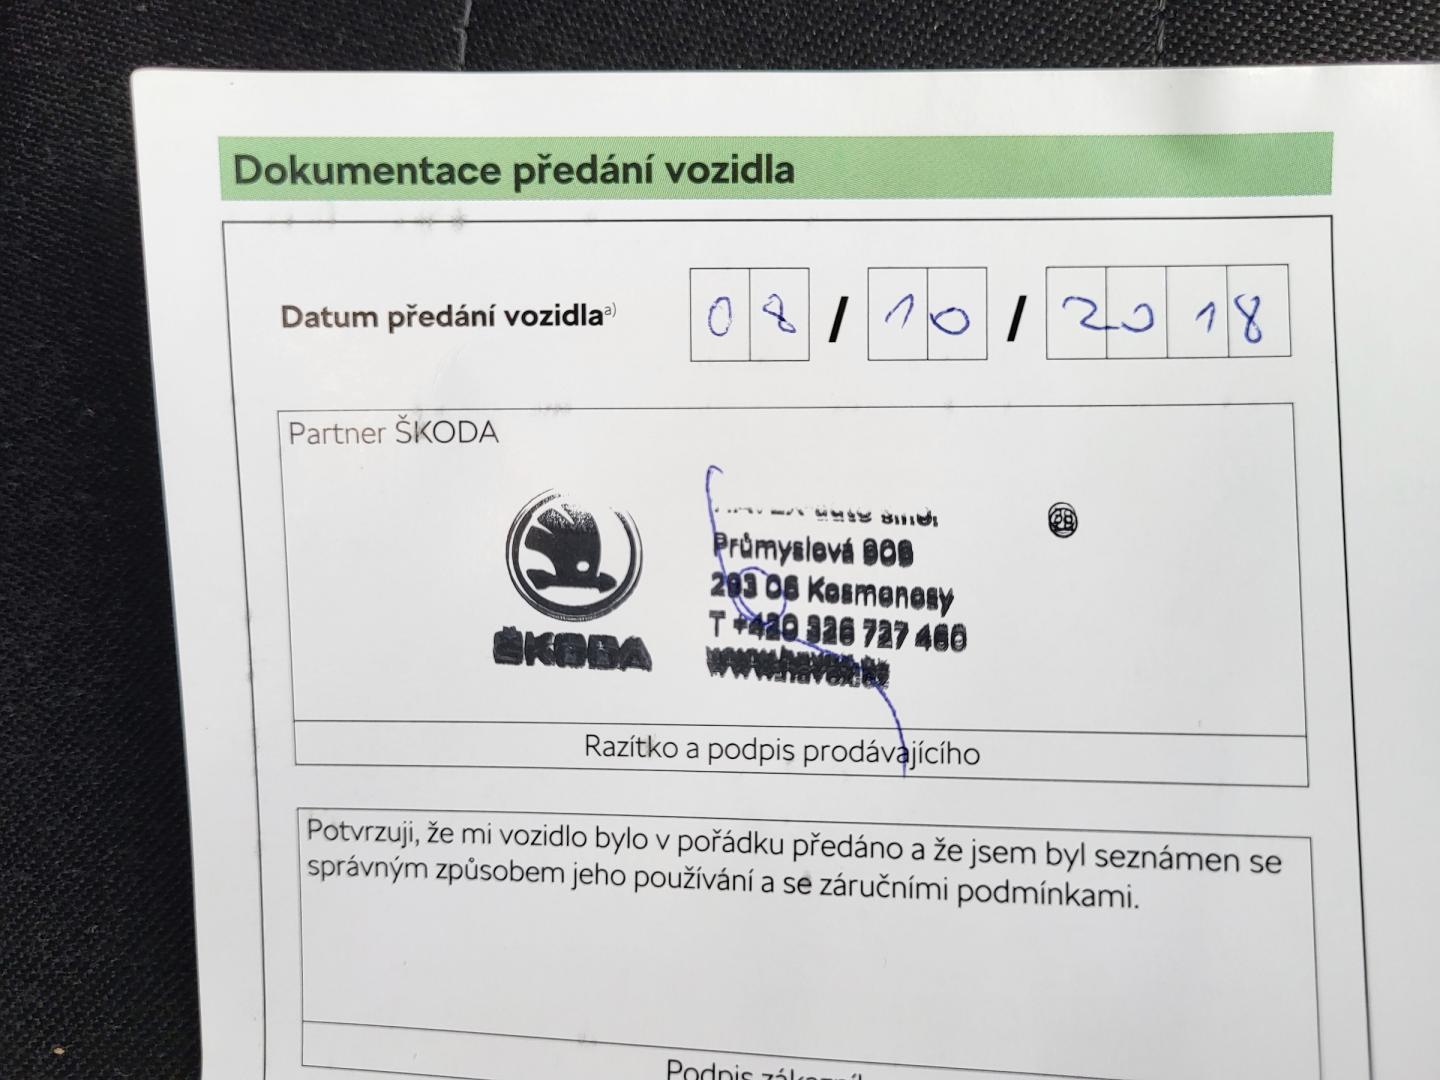 Dokumentace předání vozidla
Datum předání vozidla a)
08 / 10 / 2018
Partner ŠKODA
auto
Průmyslová
293 06 Kosmonosy
T +420 326 727 460
ŠKODA
Razítko a podpis prodávajícího
Potvrzuji, že mi vozidlo bylo v pořádku předáno a že jsem byl seznámen se
správným způsobem jeho používání a se záručními podmínkami.
Podpis